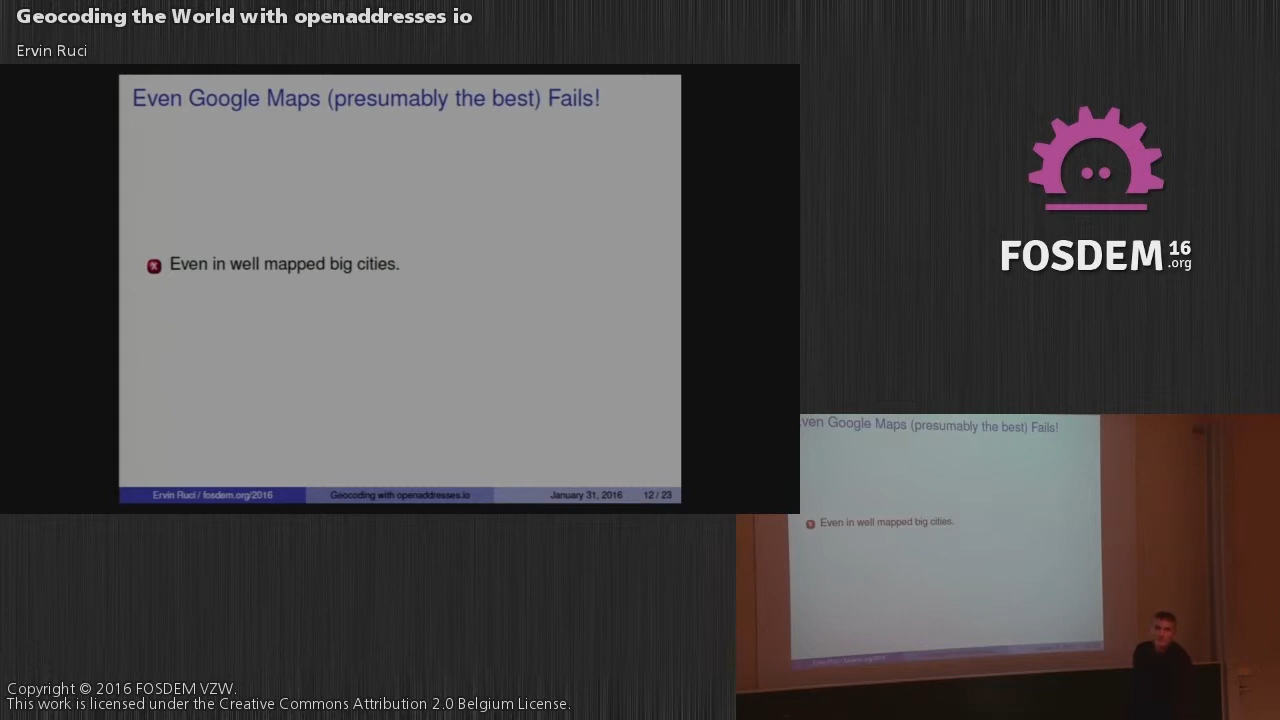 Geocoding the World with openaddresses io
Ervin Ruci
Even Google Maps (presumably the best) Fails!
x Even in well mapped big cities.
Ervin Ruci / fosdem.org/2016 Geocoding with openaddresses.io January 31, 2016 12 / 23
FOSDEM 16 .org
ven Google Maps (presumably the best) Fails!
x Even in well mapped big cities.
Copyright © 2016 FOSDEM VZW.
This work is licensed under the Creative Commons Attribution 2.0 Belgium License.